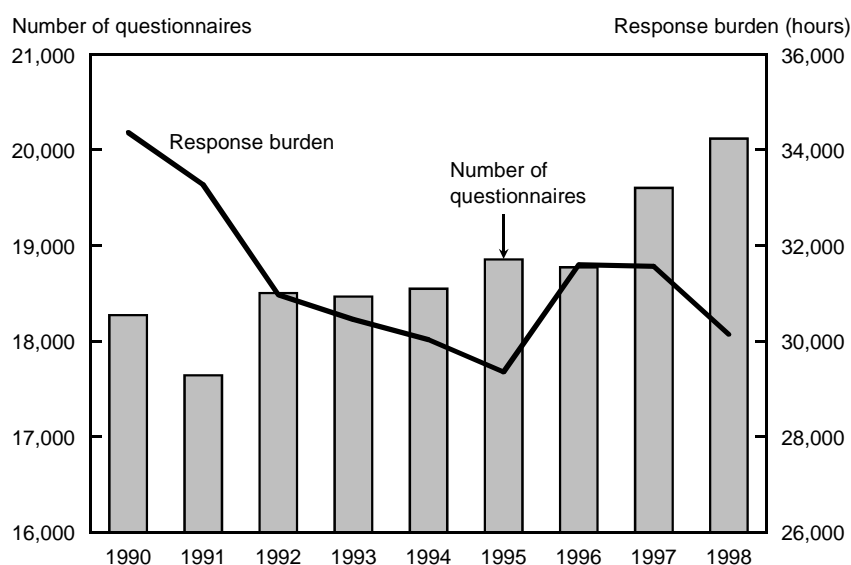 Number of questionnaires
Response burden (hours)
21,000
36,000
Response burden
20,000
34,000
Number of
questionnaires
19,000
32,000
18,000
30,000
17,000
28,000
16,000
26,000
1990 1991 1992 1993 1994 1995 1996 1997 1998